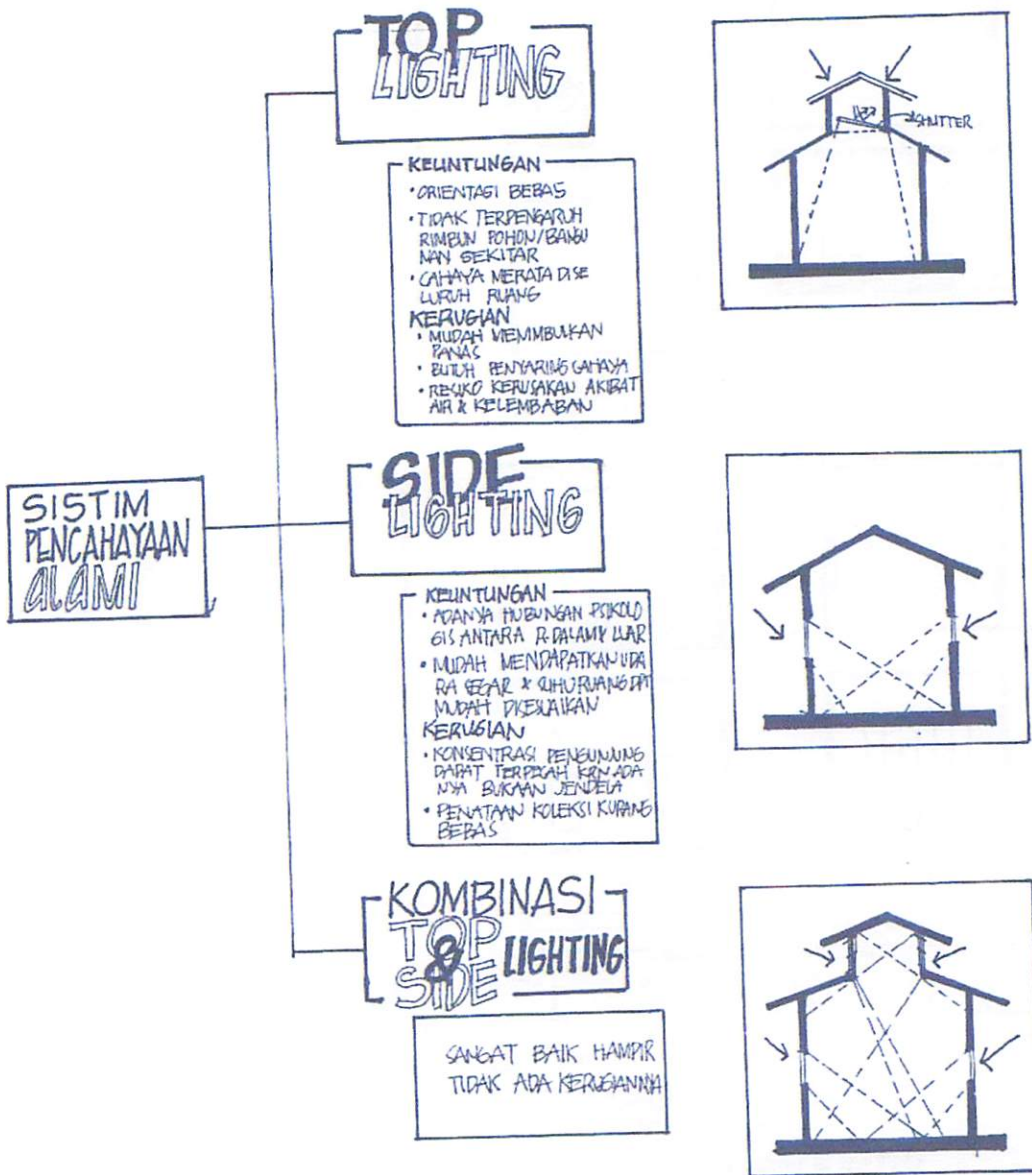 TOP
LIGHTING
SHUTTER
KEUNTUNGAN
• ORIENTASI BEBAS
• TIDAK TERPENGARUH
RIMBUN POHON/BANGU
NAN SEKITAR
• CAHAYA MERATA DI SE
LURUH RUANG
KERUGIAN
• MUDAH MENIMBULKAN
PANAS
• BUTUH PENYARING CAHAYA
• RESIKO KERUSAKAN AKIBAT
AIR & KELEMBABAN
SISTIM
PENCAHAYAAN
ALAMI
SIDE
LIGHTING
KEUNTUNGAN
• ADANYA HUBUNGAN PSIKOLO
GIS ANTARA R. DALAM & LUAR
• MUDAH MENDAPATKAN UDA
RA SEGAR & SUHU RUANG DPT
MUDAH DISESUAIKAN
KERUGIAN
• KONSENTRASI PENGUNJUNG
DAPAT TERPECAH KRN ADA
NYA BUKAAN JENDELA
• PENATAAN KOLEKSI KURANG
BEBAS
KOMBINASI
TOP
& LIGHTING
SIDE
SANGAT BAIK HAMPIR
TIDAK ADA KERUGIANNYA